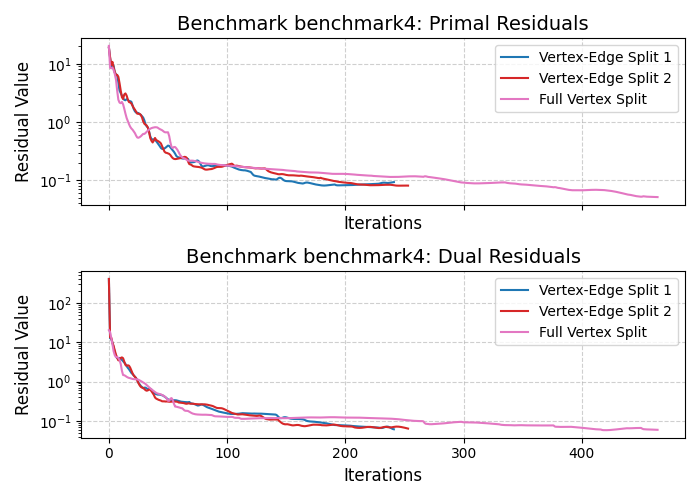 Benchmark benchmark4: Primal Residuals
Residual Value
10¹
10⁰
10⁻¹
Vertex-Edge Split 1
Vertex-Edge Split 2
Full Vertex Split
Iterations
Benchmark benchmark4: Dual Residuals
Residual Value
10²
10¹
10⁰
10⁻¹
Vertex-Edge Split 1
Vertex-Edge Split 2
Full Vertex Split
0 100 200 300 400
Iterations